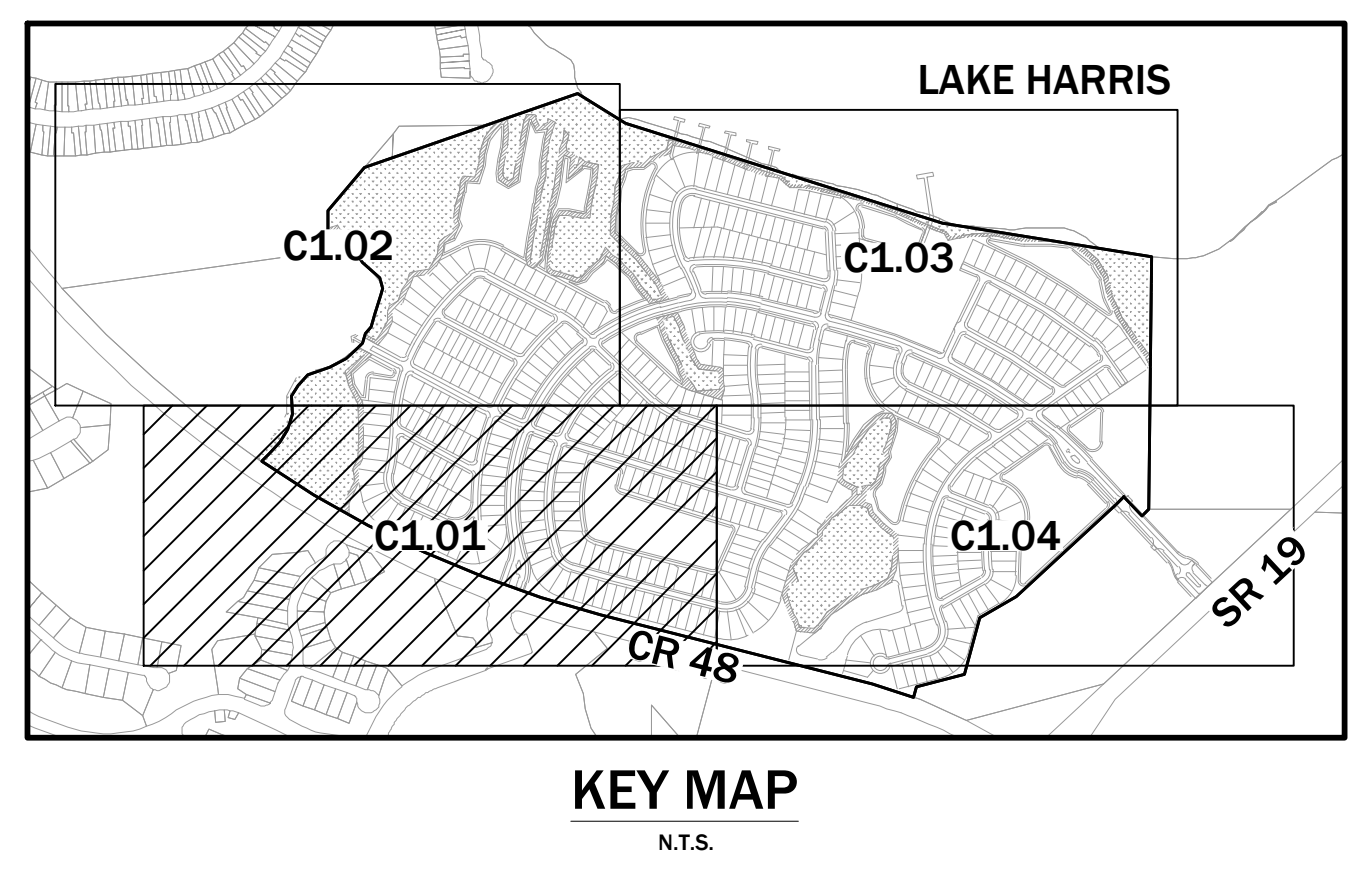 LAKE HARRIS
C1.02
C1.03
C1.01
C1.04
SR 19
CR 48
KEY MAP
N.T.S.